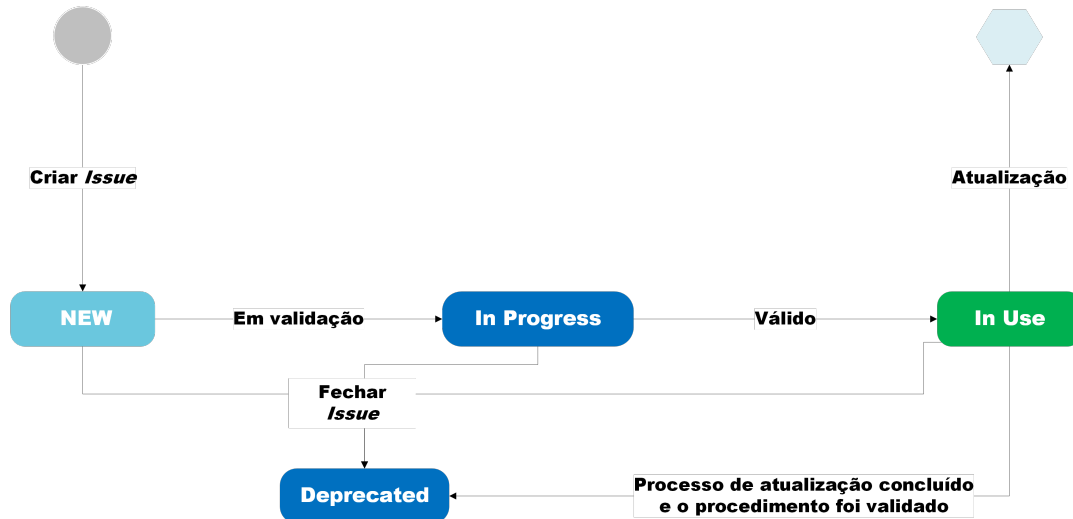 Criar Issue
Atualização
NEW
Em validação
In Progress
Válido
In Use
Fechar
Issue
Deprecated
Processo de atualização concluído
e o procedimento foi validado